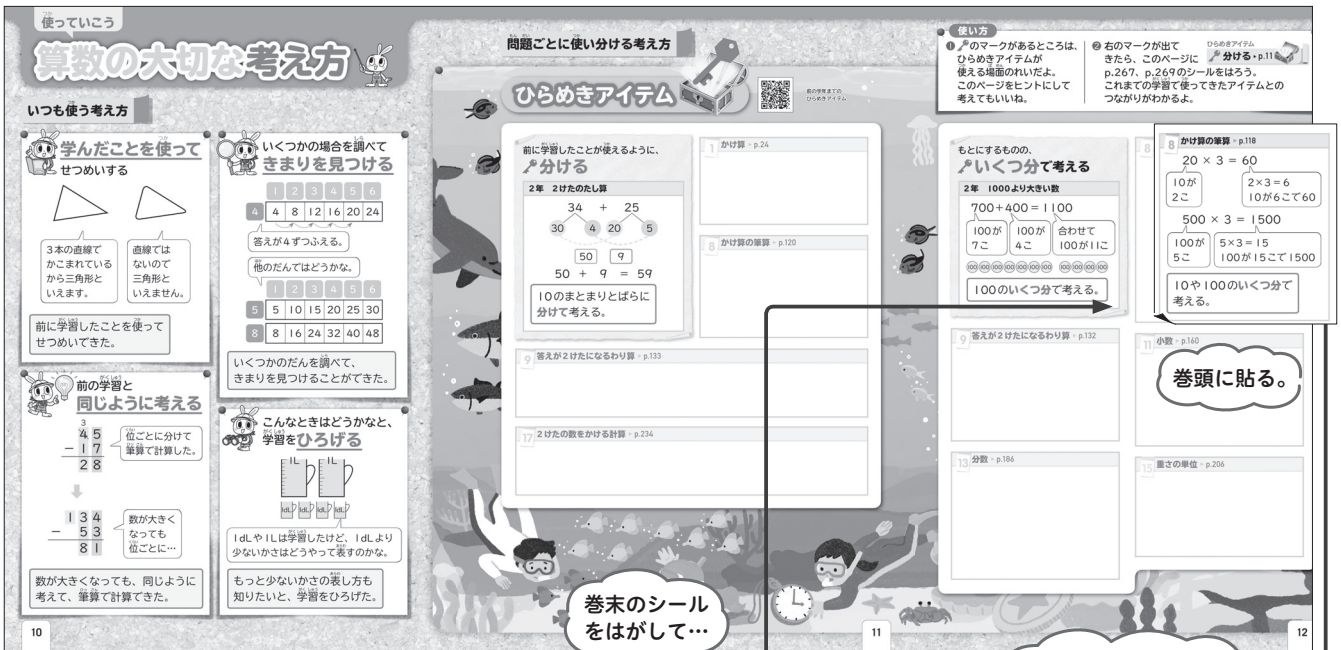 使っていこう
算数の大切な考え方
いつも使う考え方
学んだことを使って
せつめいする
3本の直線で
かこまれている
から三角形と
いえます。
直線では
ないので
三角形と
いえません。
前に学習したことを使って
せつめいできた。
いくつかの場合を調べて
きまりを見つける
1 2 3 4 5 6
4 4 8 12 16 20 24
答えが4ずつふえる。
他のだんではどうかな。
1 2 3 4 5 6
5 5 10 15 20 25 30
8 8 16 24 32 40 48
いくつかのだんを調べて、
きまりを見つけることができた。
前の学習と
同じように考える
3
45
-17
28
位ごとに分けて
筆算で計算した。
134
- 53
81
数が大きく
なっても
位ごとに…
数が大きくなっても、同じように
考えて、筆算で計算できた。
こんなときはどうかな、と
学習をひろげる
1L 1L
1dL 1dL 1dL 1dL
1dLや1Lは学習したけど、1dLより
少ないかさはどうやって表すのかな。
もっと少ないかさの表し方も
知りたいと、学習をひろげた。
10
問題ごとに使い分ける考え方
ひらめきアイテム
前の学年までの
ひらめきアイテム
前に学習したことが使えるように、
分ける
2年 2けたのたし算
34 + 25
30 4 20 5
50 9
50 + 9 = 59
10のまとまりとばらに
分けて考える。
1 かけ算 p.24
8 かけ算の筆算 p.120
9 答えが2けたになるわり算 p.133
17 2けたの数をかける計算 p.234
巻末のシール
をはがして…
11
使い方
❶ のマークがあるところは、
ひらめきアイテムが
使える場面のれいだよ。
このページをヒントにして
考えてもいいね。
❷ 右のマークが出て
きたら、このページに
p.267、p.269のシールをはろう。
これまでの学習で使ってきたアイテムとの
つながりがわかるよ。
ひらめきアイテム
分ける p.11
もとにするものの、
いくつ分で考える
2年 1000より大きい数
700+400=1100
100が
7こ
100が
4こ
合わせて
100が11こ
100 100 100 100 100 100 100 100 100 100 100
100のいくつ分で考える。
8
8 かけ算の筆算 p.118
20 × 3 = 60
10が
2こ
2×3=6
10が6こで60
500 × 3 = 1500
100が
5こ
5×3=15
100が15こで1500
10や100のいくつ分で
考える。
9 答えが2けたになるわり算 p.132
11 小数 p.160
巻頭に貼る。
13 分数 p.186
15 重さの単位 p.206
12